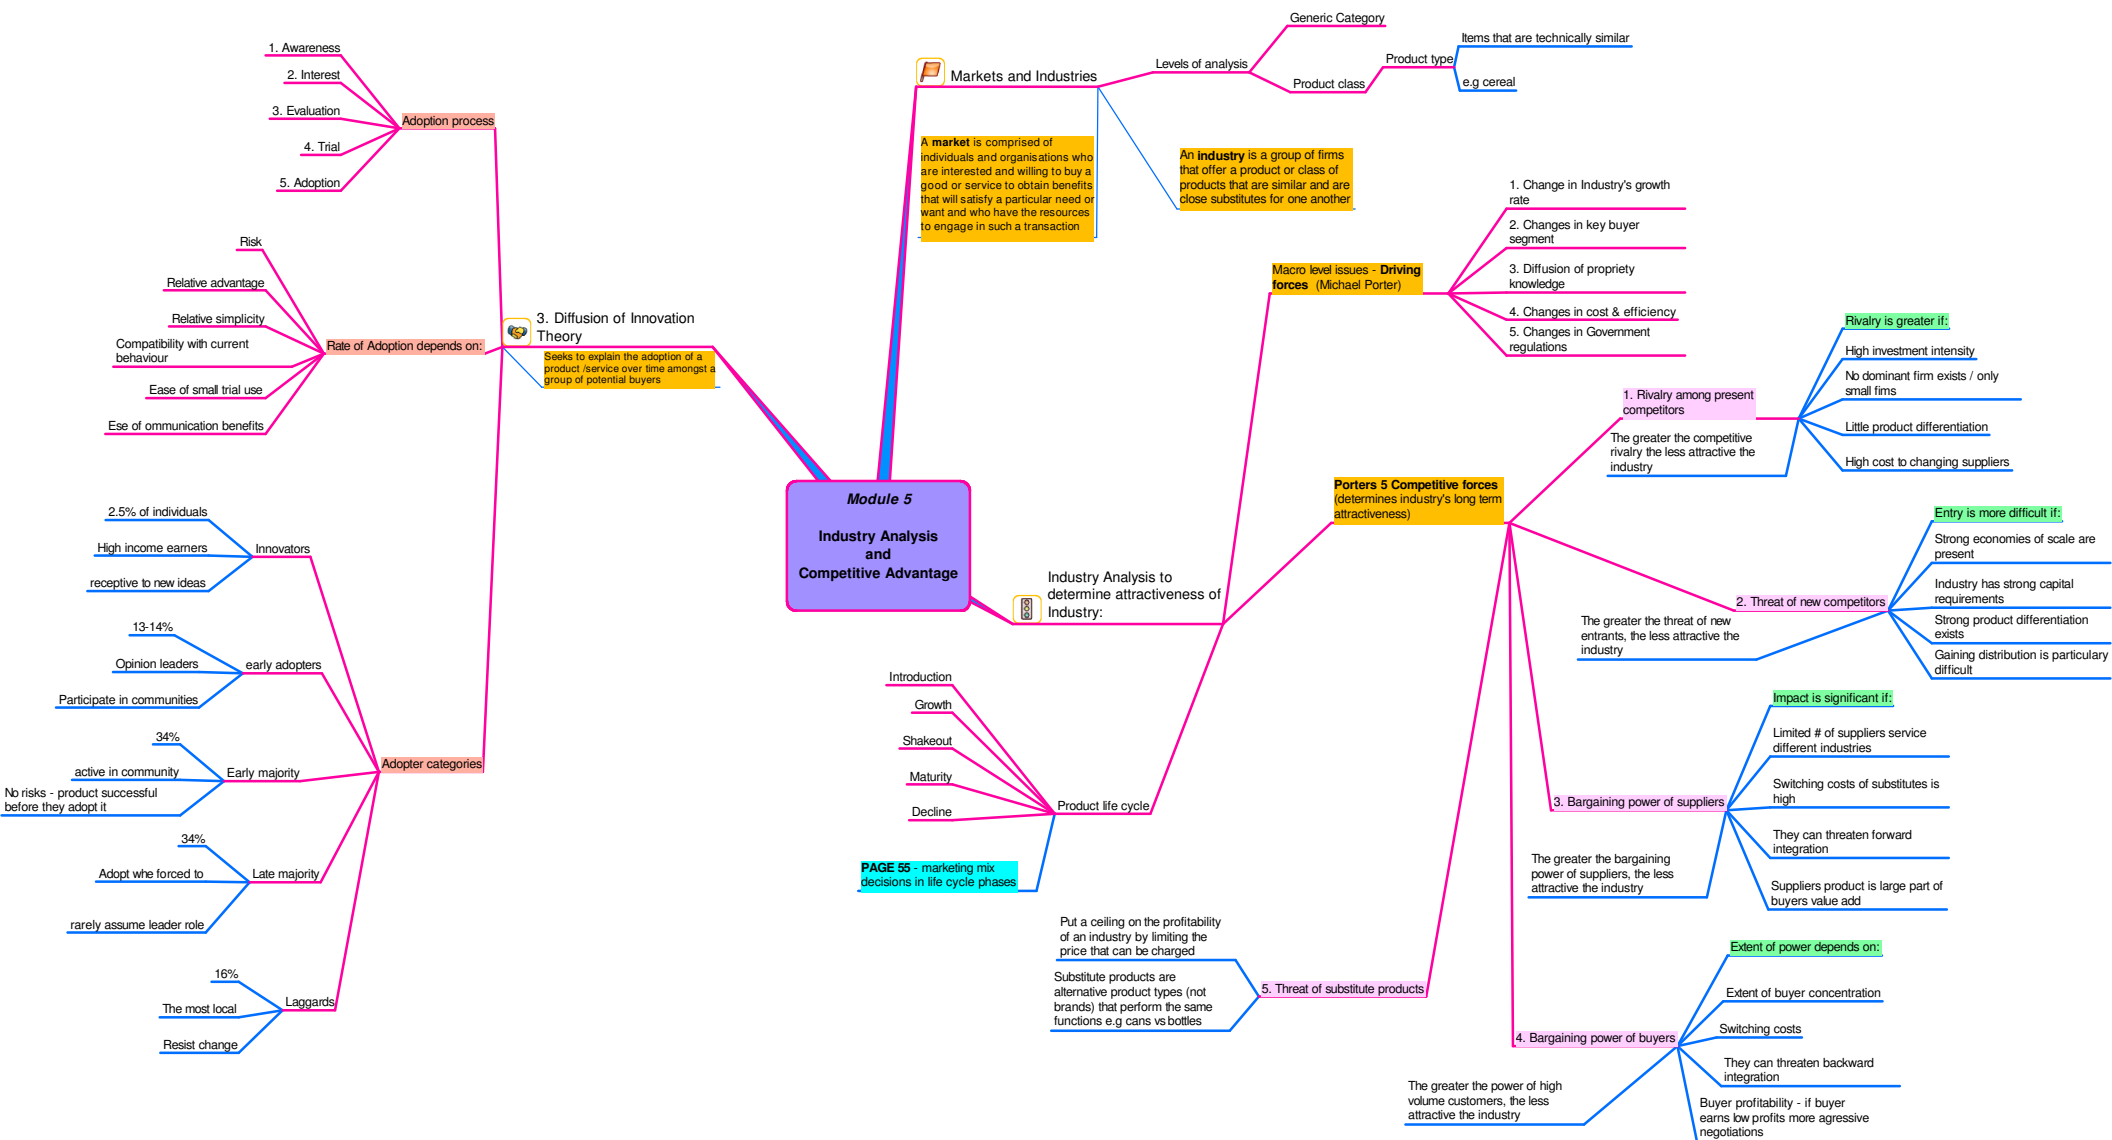 Module 5
Industry Analysis
and
Competitive Advantage
Markets and Industries
A market is comprised of
individuals and organisations who
are interested and willing to buy a
good or service to obtain benefits
that will satisfy a particular need or
want and who have the resources
to engage in such a transaction
An industry is a group of firms
that offer a product or class of
products that are similar and are
close substitutes for one another
Levels of analysis
Generic Category
Product class
Product type
Items that are technically similar
e.g cereal
Industry Analysis to
determine attractiveness of
Industry:
Macro level issues - Driving
forces (Michael Porter)
1. Change in Industry's growth
rate
2. Changes in key buyer
segment
3. Diffusion of propriety
knowledge
4. Changes in cost & efficiency
5. Changes in Government
regulations
Porters 5 Competitive forces
(determines industry's long term
attractiveness)
1. Rivalry among present
competitors
Rivalry is greater if:
High investment intensity
No dominant firm exists / only
small fims
Little product differentiation
High cost to changing suppliers
The greater the competitive
rivalry the less attractive the
industry
2. Threat of new competitors
Entry is more difficult if:
Strong economies of scale are
present
Industry has strong capital
requirements
Strong product differentiation
exists
Gaining distribution is particulary
difficult
The greater the threat of new
entrants, the less attractive the
industry
3. Bargaining power of suppliers
Impact is significant if:
Limited # of suppliers service
different industries
Switching costs of substitutes is
high
They can threaten forward
integration
Suppliers product is large part of
buyers value add
The greater the bargaining
power of suppliers, the less
attractive the industry
4. Bargaining power of buyers
Extent of power depends on:
Extent of buyer concentration
Switching costs
They can threaten backward
integration
Buyer profitability - if buyer
earns low profits more agressive
negotiations
The greater the power of high
volume customers, the less
attractive the industry
5. Threat of substitute products
Put a ceiling on the profitability
of an industry by limiting the
price that can be charged
Substitute products are
alternative product types (not
brands) that perform the same
functions e.g cans vs bottles
Product life cycle
Introduction
Growth
Shakeout
Maturity
Decline
PAGE 55 - marketing mix
decisions in life cycle phases
3. Diffusion of Innovation
Theory
Seeks to explain the adoption of a
product /service over time amongst a
group of potential buyers
Adoption process
1. Awareness
2. Interest
3. Evaluation
4. Trial
5. Adoption
Rate of Adoption depends on:
Risk
Relative advantage
Relative simplicity
Compatibility with current
behaviour
Ease of small trial use
Ese of ommunication benefits
Adopter categories
Innovators
2.5% of individuals
High income earners
receptive to new ideas
early adopters
13-14%
Opinion leaders
Participate in communities
Early majority
34%
active in community
No risks - product successful
before they adopt it
Late majority
34%
Adopt whe forced to
rarely assume leader role
Laggards
16%
The most local
Resist change